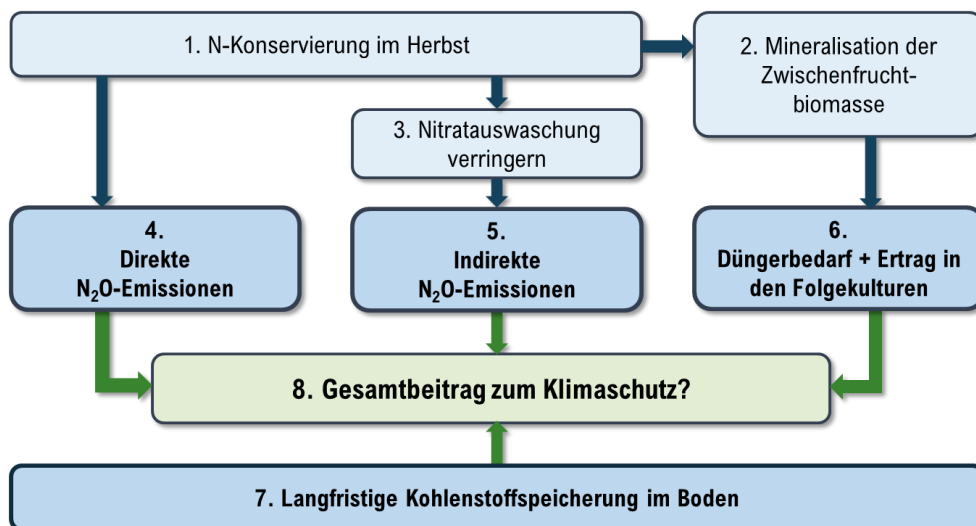 1. N-Konservierung im Herbst
2. Mineralisation der
Zwischenfrucht-
biomasse
3. Nitratauswaschung
verringern
4.
Direkte
N₂O-Emissionen
5.
Indirekte
N₂O-Emissionen
6.
Düngerbedarf + Ertrag in
den Folgekulturen
8. Gesamtbeitrag zum Klimaschutz?
7. Langfristige Kohlenstoffspeicherung im Boden